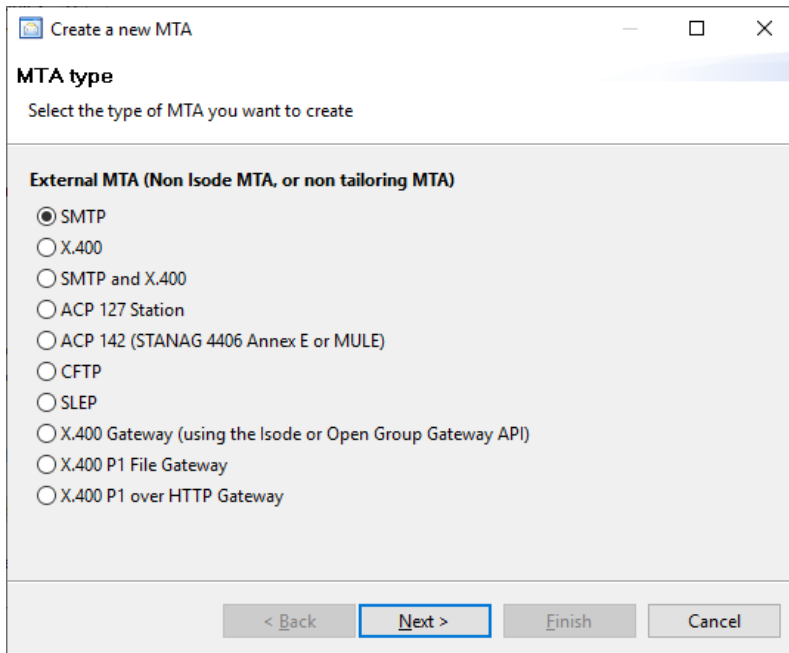 Create a new MTA
MTA type
Select the type of MTA you want to create
External MTA (Non Isode MTA, or non tailoring MTA)
SMTP
X.400
SMTP and X.400
ACP 127 Station
ACP 142 (STANAG 4406 Annex E or MULE)
CFTP
SLEP
X.400 Gateway (using the Isode or Open Group Gateway API)
X.400 P1 File Gateway
X.400 P1 over HTTP Gateway
< Back Next > Finish Cancel